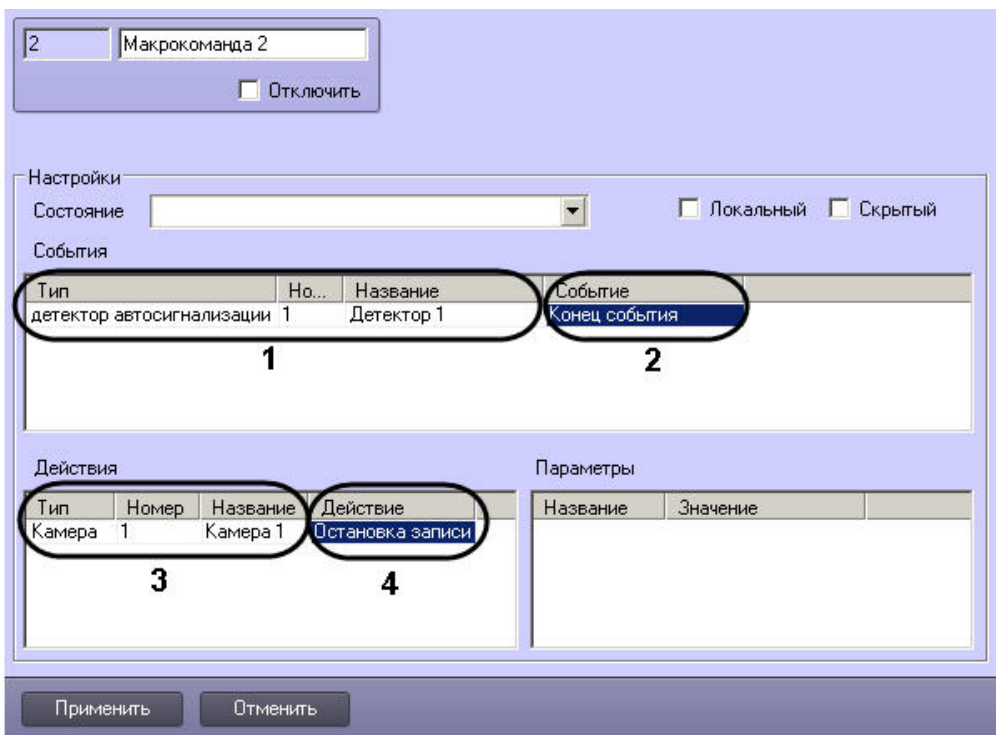 2 Макрокоманда 2
Отключить
Настройки
Состояние Локальный Скрытый
События
Тип Но... Название Событие
детектор автосигнализации 1 Детектор 1 Конец события
1 2
Действия Параметры
Тип Номер Название Действие Название Значение
Камера 1 Камера 1 Остановка записи
3 4
Применить Отменить